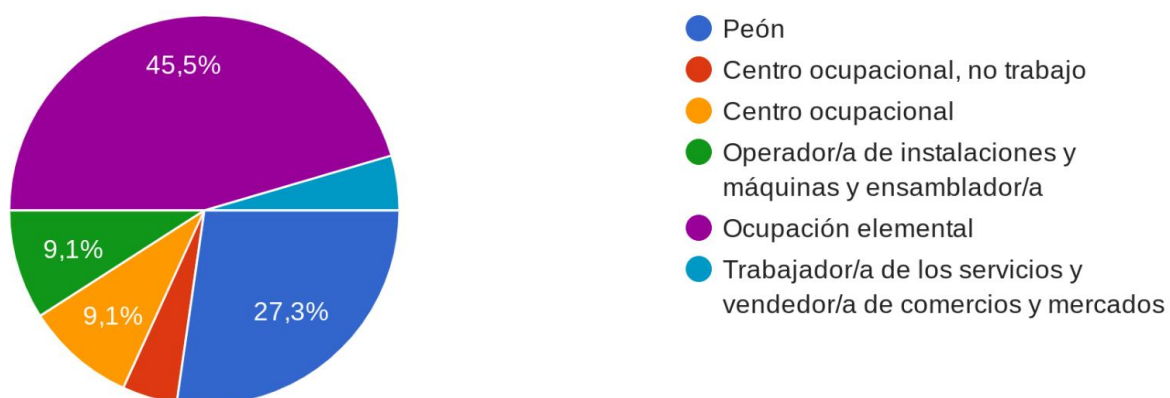 45,5%
9,1%
9,1%
27,3%
Peón
Centro ocupacional, no trabajo
Centro ocupacional
Operador/a de instalaciones y
máquinas y ensamblador/a
Ocupación elemental
Trabajador/a de los servicios y
vendedor/a de comercios y mercados